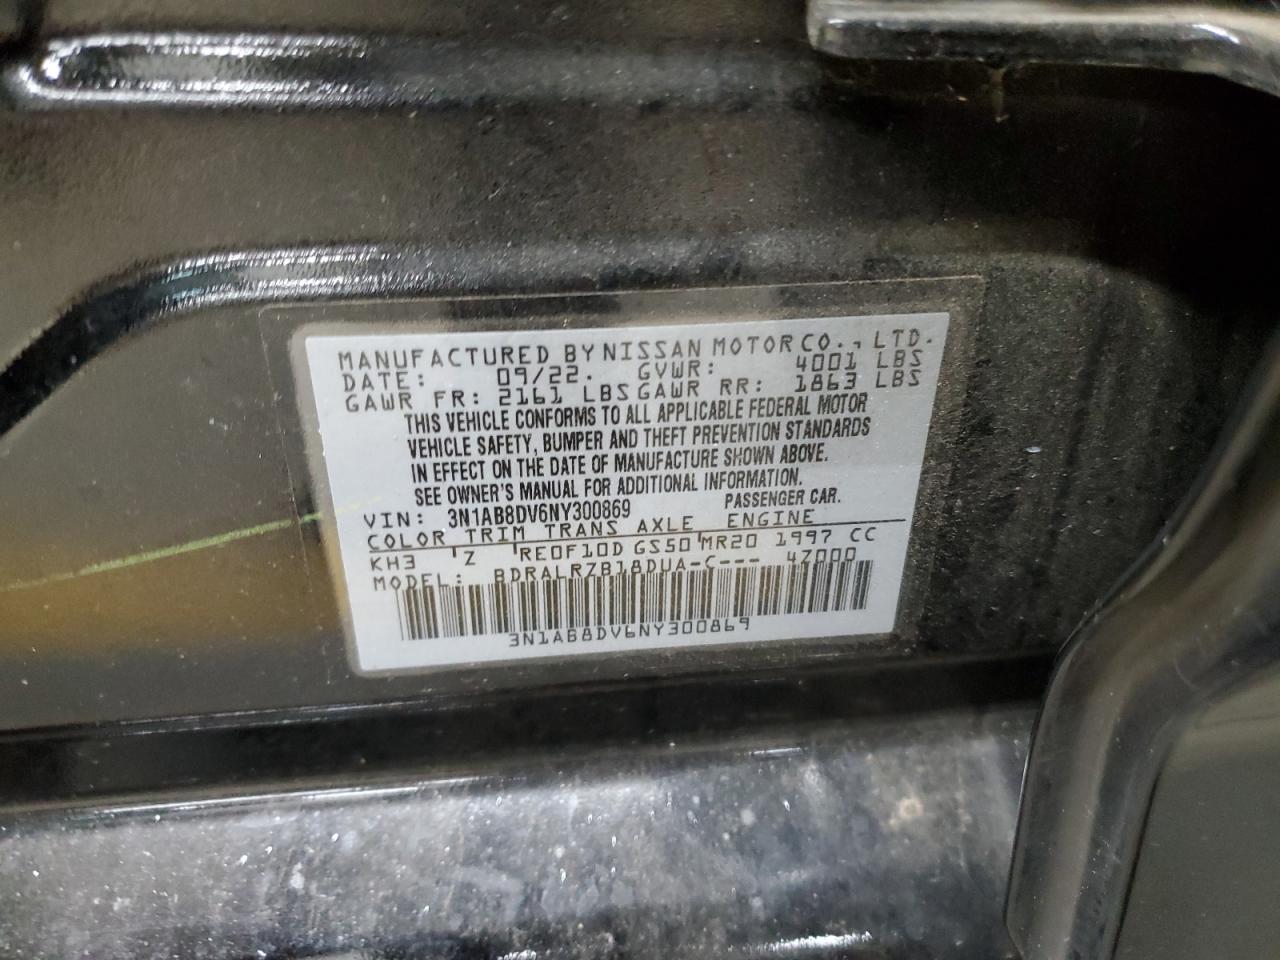 MANUFACTURED BY NISSAN MOTOR CO., LTD.
DATE: 09/22. GVWR: 4001 LBS
GAWR FR: 2161 LBS GAWR RR: 1863 LBS
THIS VEHICLE CONFORMS TO ALL APPLICABLE FEDERAL MOTOR
VEHICLE SAFETY, BUMPER AND THEFT PREVENTION STANDARDS
IN EFFECT ON THE DATE OF MANUFACTURE SHOWN ABOVE.
SEE OWNER'S MANUAL FOR ADDITIONAL INFORMATION.
VIN: 3N1AB8DV6NY300869 PASSENGER CAR.
COLOR TRIM TRANS AXLE ENGINE
KH3 Z RE0F10D GS50 MR20 1997 CC
MODEL: BDRALRZB18DUA-C--- 4Z000
3N1AB8DV6NY300869